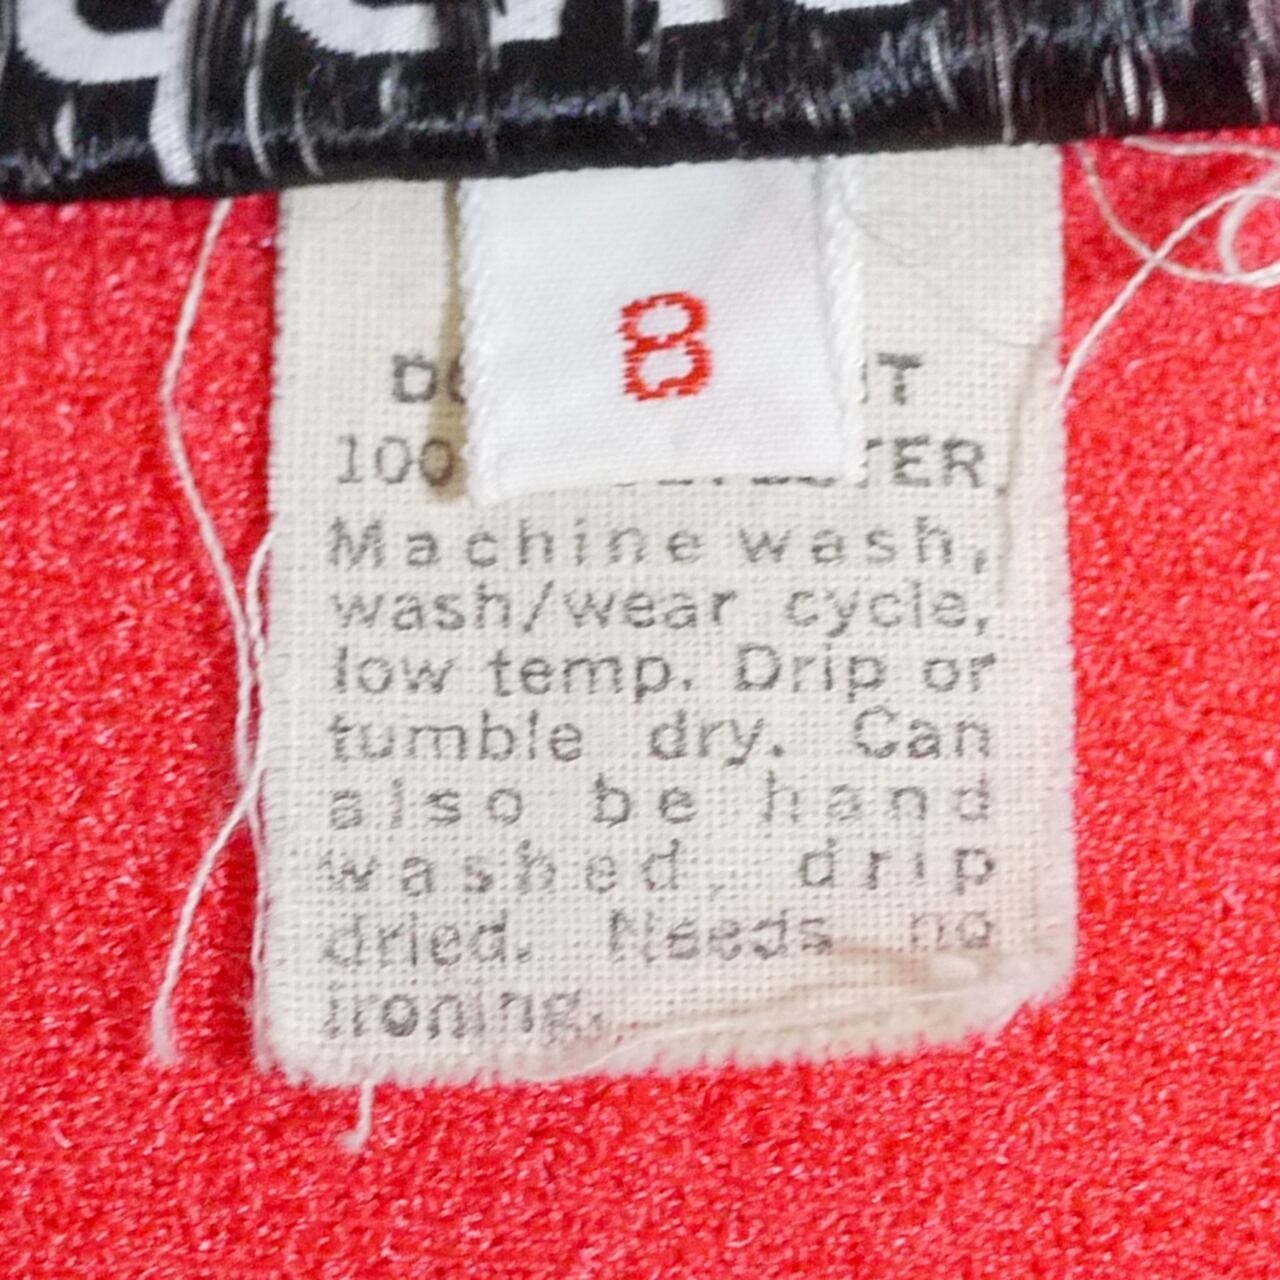 8
100
Machine wash,
wash/wear cycle,
low temp. Drip or
tumble dry. Can
also be hand
washed, drip
dried. Needs no
ironing.